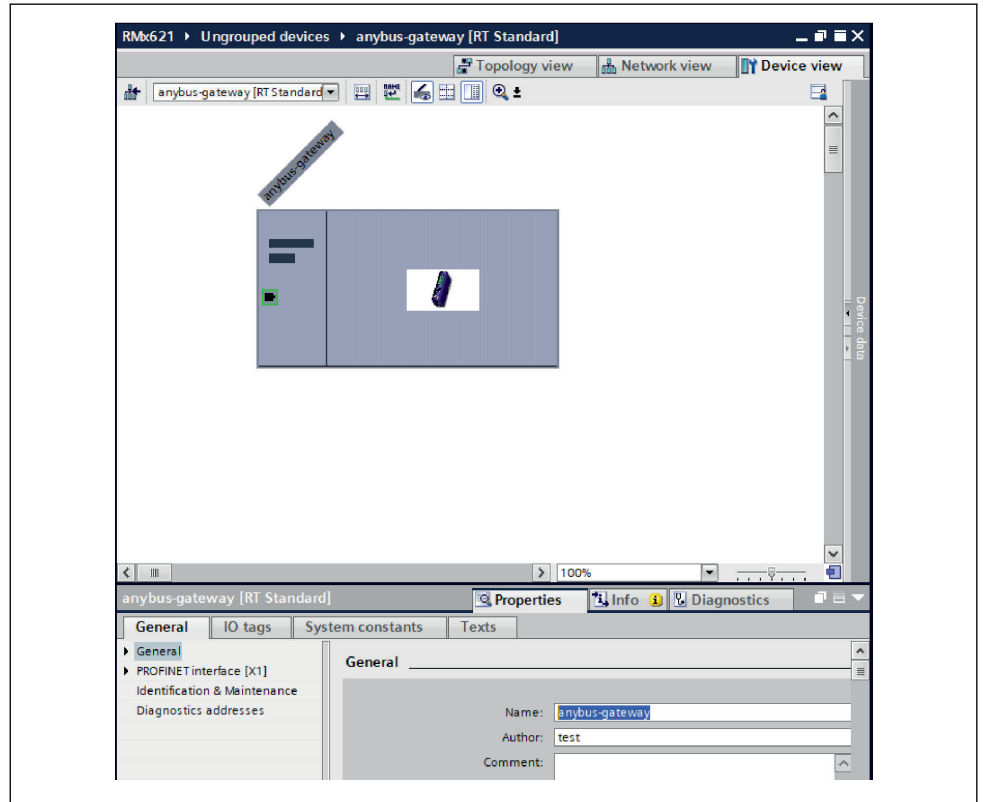 RMx621 ▸ Ungrouped devices ▸ anybus-gateway [RT Standard]
Topology view Network view Device view
anybus-gateway [RT Standard
anybus-gateway
Device data
100%
anybus-gateway [RT Standard]
Properties Info Diagnostics
General IO tags System constants Texts
General
PROFINET interface [X1]
Identification & Maintenance
Diagnostics addresses
General
Name: anybus-gateway
Author: test
Comment: